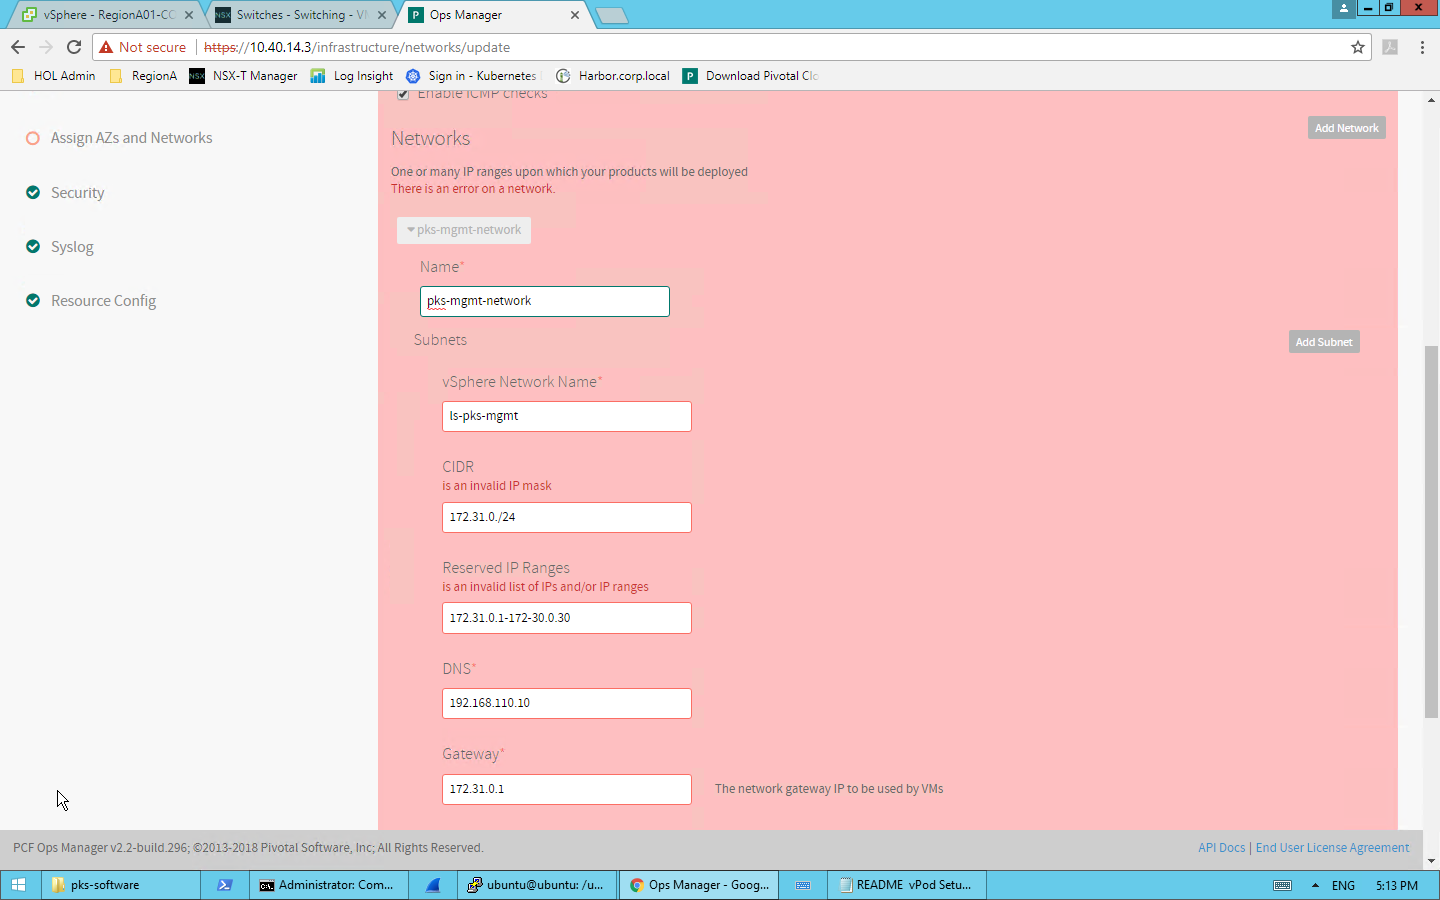 vSphere - RegionA01-CC
NSX Switches - Switching - VM
P Ops Manager
Not secure https://10.40.14.3/infrastructure/networks/update
HOL Admin
RegionA
NSX NSX-T Manager
Log Insight
Sign in - Kubernetes
Harbor.corp.local
P Download Pivotal Clo
Enable ICMP checks
Assign AZs and Networks
Security
Syslog
Resource Config
Networks
Add Network
One or many IP ranges upon which your products will be deployed
There is an error on a network.
pks-mgmt-network
Name*
pks-mgmt-network
Subnets
Add Subnet
vSphere Network Name*
ls-pks-mgmt
CIDR
is an invalid IP mask
172.31.0./24
Reserved IP Ranges
is an invalid list of IPs and/or IP ranges
172.31.0.1-172-30.0.30
DNS*
192.168.110.10
Gateway*
172.31.0.1
The network gateway IP to be used by VMs
PCF Ops Manager v2.2-build.296; ©2013-2018 Pivotal Software, Inc; All Rights Reserved.
API Docs | End User License Agreement
pks-software
Administrator: Com...
ubuntu@ubuntu: /u...
Ops Manager - Goog...
README vPod Setu...
ENG
5:13 PM